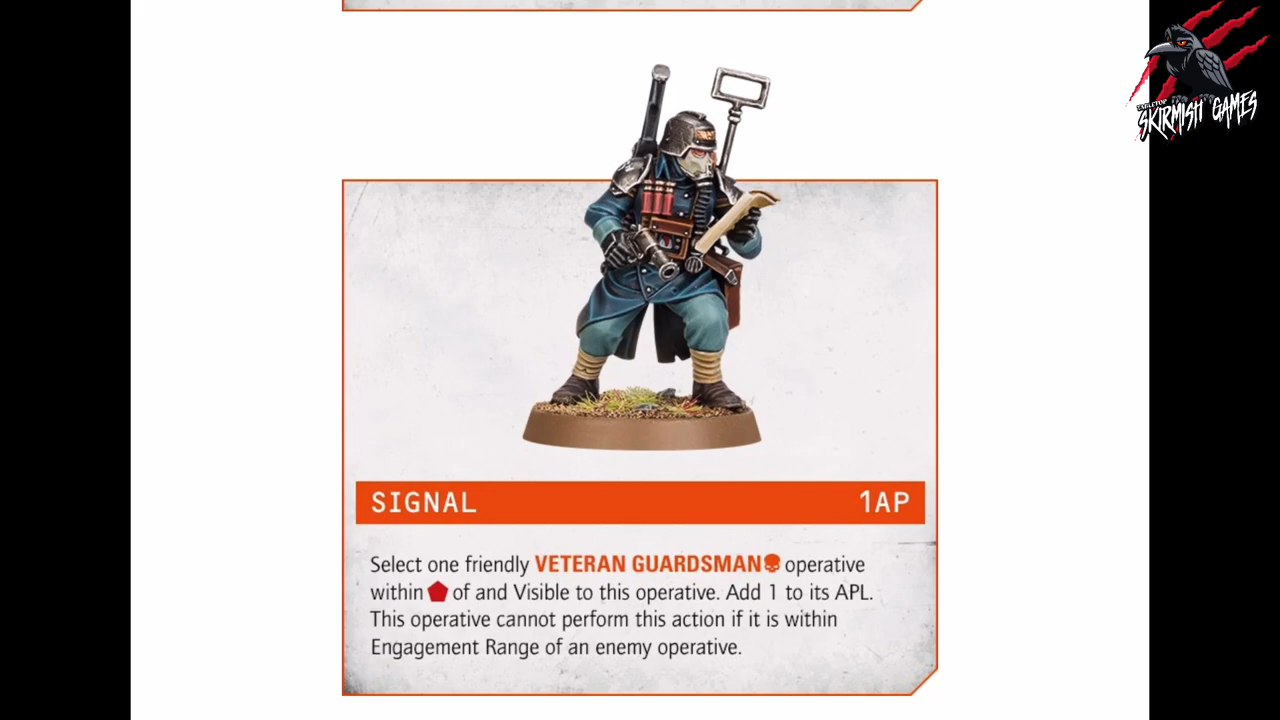 TABLETOP
SKIRMISH GAMES
SIGNAL 1AP
Select one friendly VETERAN GUARDSMAN operative
within of and Visible to this operative. Add 1 to its APL.
This operative cannot perform this action if it is within
Engagement Range of an enemy operative.